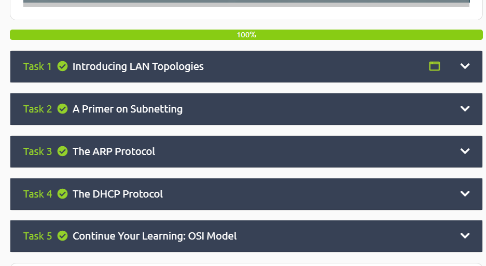 100%
Task 1 Introducing LAN Topologies
Task 2 A Primer on Subnetting
Task 3 The ARP Protocol
Task 4 The DHCP Protocol
Task 5 Continue Your Learning: OSI Model